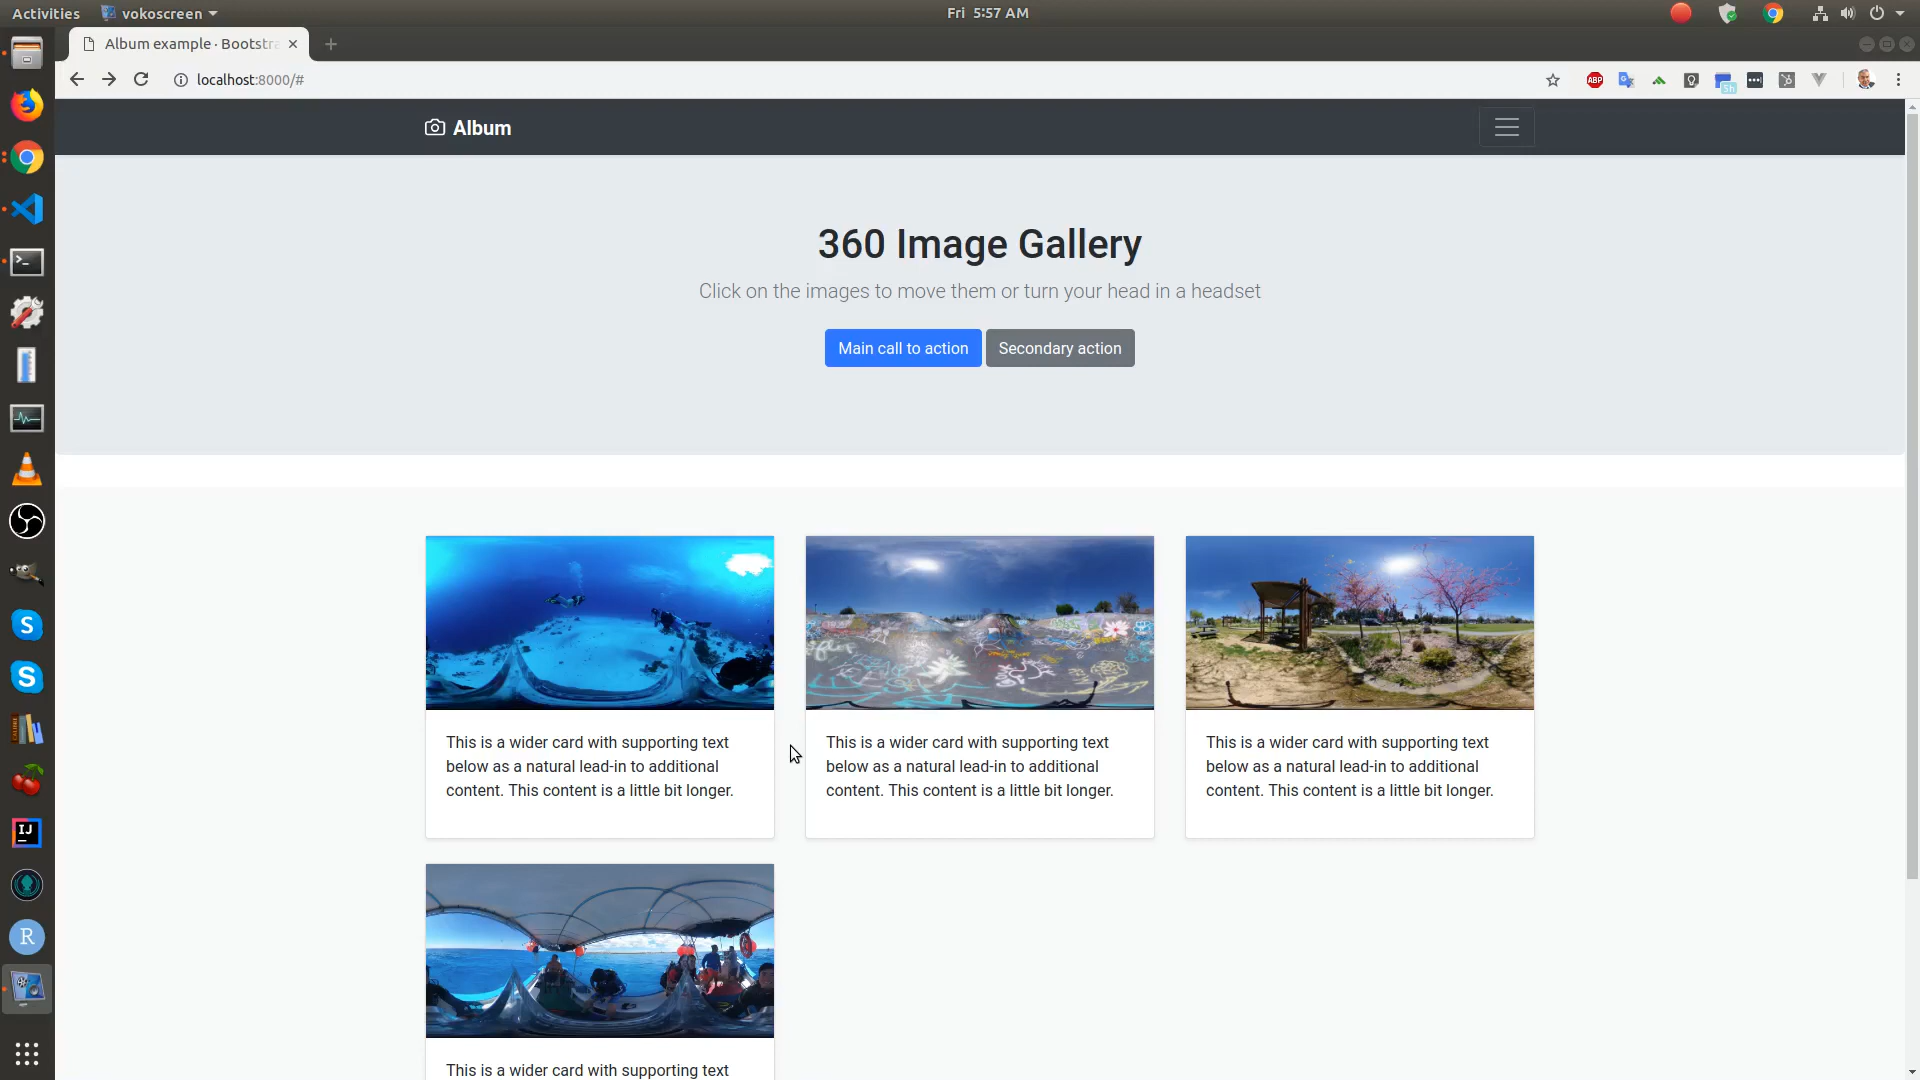 Activities
vokoscreen
Fri 5:57 AM
Album example · Bootstra
localhost:8000/#
ABP
5h
Album
360 Image Gallery
Click on the images to move them or turn your head in a headset
Main call to action
Secondary action
This is a wider card with supporting text
below as a natural lead-in to additional
content. This content is a little bit longer.
This is a wider card with supporting text
below as a natural lead-in to additional
content. This content is a little bit longer.
This is a wider card with supporting text
below as a natural lead-in to additional
content. This content is a little bit longer.
This is a wider card with supporting text
S
S
IJ
R